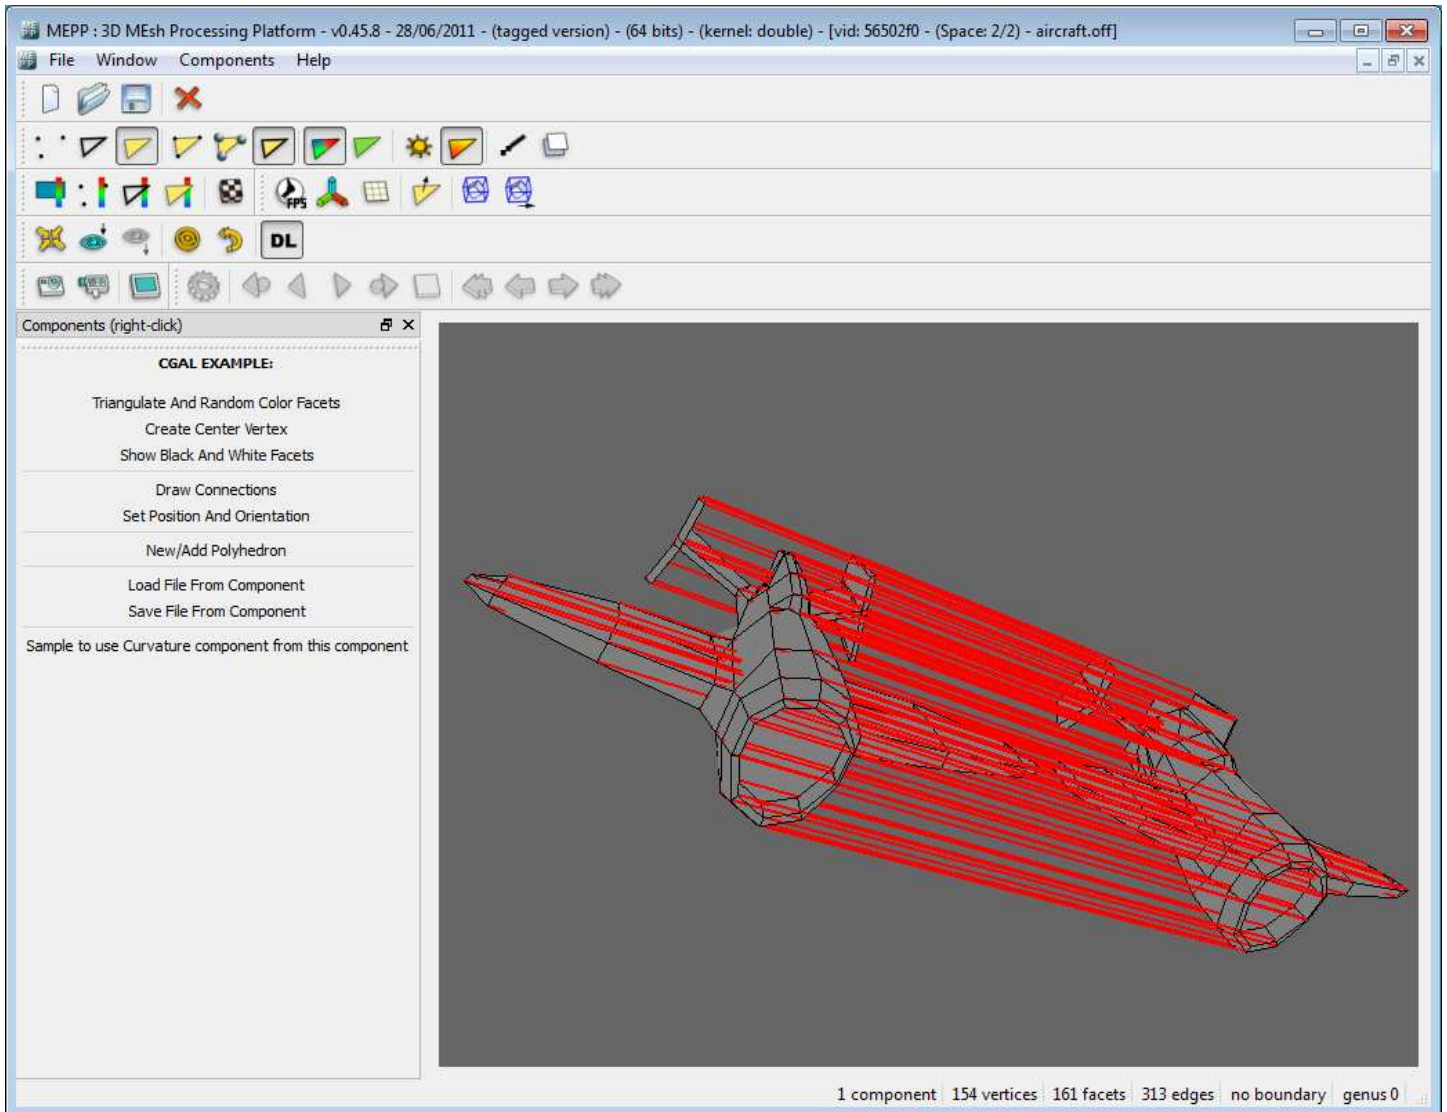 MEPP : 3D MEsh Processing Platform - v0.45.8 - 28/06/2011 - (tagged version) - (64 bits) - (kernel: double) - [vid: 56502f0 - (Space: 2/2) - aircraft.off]
File Window Components Help
FPS
DL
Components (right-click)
CGAL EXAMPLE:
Triangulate And Random Color Facets
Create Center Vertex
Show Black And White Facets
Draw Connections
Set Position And Orientation
New/Add Polyhedron
Load File From Component
Save File From Component
Sample to use Curvature component from this component
1 component 154 vertices 161 facets 313 edges no boundary genus 0